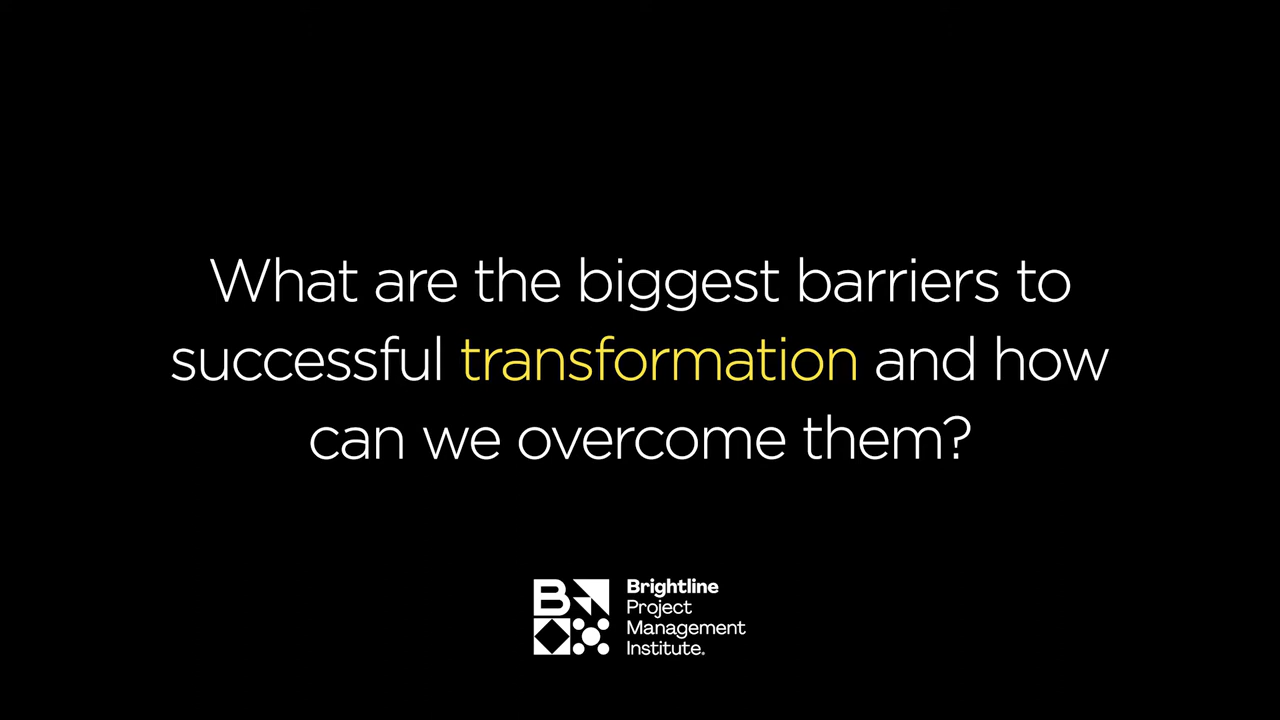 What are the biggest barriers to
successful transformation and how
can we overcome them?
B
Brightline
Project
Management
Institute.